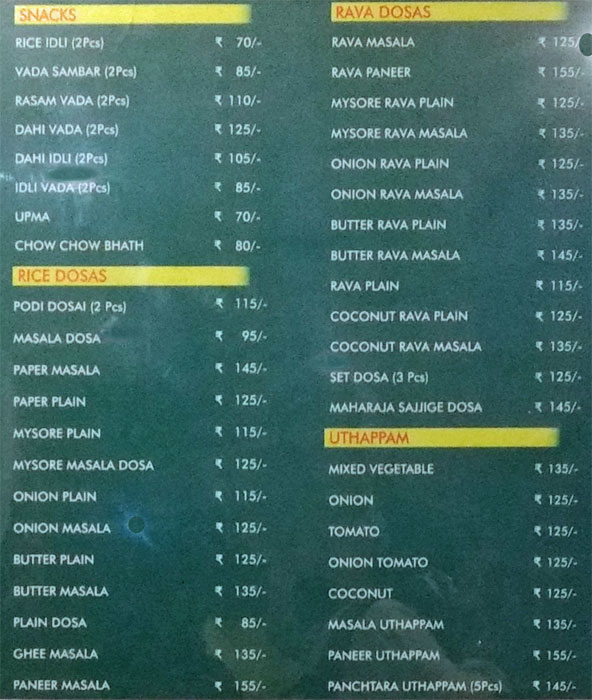 SNACKS
RICE IDLI (2Pcs) ₹ 70/-
VADA SAMBAR (2Pcs) ₹ 85/-
RASAM VADA (2Pcs) ₹ 110/-
DAHI VADA (2Pcs) ₹ 125/-
DAHI IDLI (2Pcs) ₹ 105/-
IDLI VADA (2Pcs) ₹ 85/-
UPMA ₹ 70/-
CHOW CHOW BHATH ₹ 80/-
RICE DOSAS
PODI DOSAI (2 Pcs) ₹ 115/-
MASALA DOSA ₹ 95/-
PAPER MASALA ₹ 145/-
PAPER PLAIN ₹ 125/-
MYSORE PLAIN ₹ 115/-
MYSORE MASALA DOSA ₹ 125/-
ONION PLAIN ₹ 115/-
ONION MASALA ₹ 125/-
BUTTER PLAIN ₹ 125/-
BUTTER MASALA ₹ 135/-
PLAIN DOSA ₹ 85/-
GHEE MASALA ₹ 135/-
PANEER MASALA ₹ 155/-
RAVA DOSAS
RAVA MASALA ₹ 125/
RAVA PANEER ₹ 155/-
MYSORE RAVA PLAIN ₹ 125/-
MYSORE RAVA MASALA ₹ 135/-
ONION RAVA PLAIN ₹ 125/-
ONION RAVA MASALA ₹ 135/-
BUTTER RAVA PLAIN ₹ 135/-
BUTTER RAVA MASALA ₹ 145/-
RAVA PLAIN ₹ 115/-
COCONUT RAVA PLAIN ₹ 125/-
COCONUT RAVA MASALA ₹ 135/-
SET DOSA (3 Pcs) ₹ 125/-
MAHARAJA SAJJIGE DOSA ₹ 145/-
UTHAPPAM
MIXED VEGETABLE ₹ 135/-
ONION ₹ 125/-
TOMATO ₹ 125/-
ONION TOMATO ₹ 125/-
COCONUT ₹ 125/-
MASALA UTHAPPAM ₹ 135/-
PANEER UTHAPPAM ₹ 155/-
PANCHTARA UTHAPPAM (5Pcs) ₹ 145/-